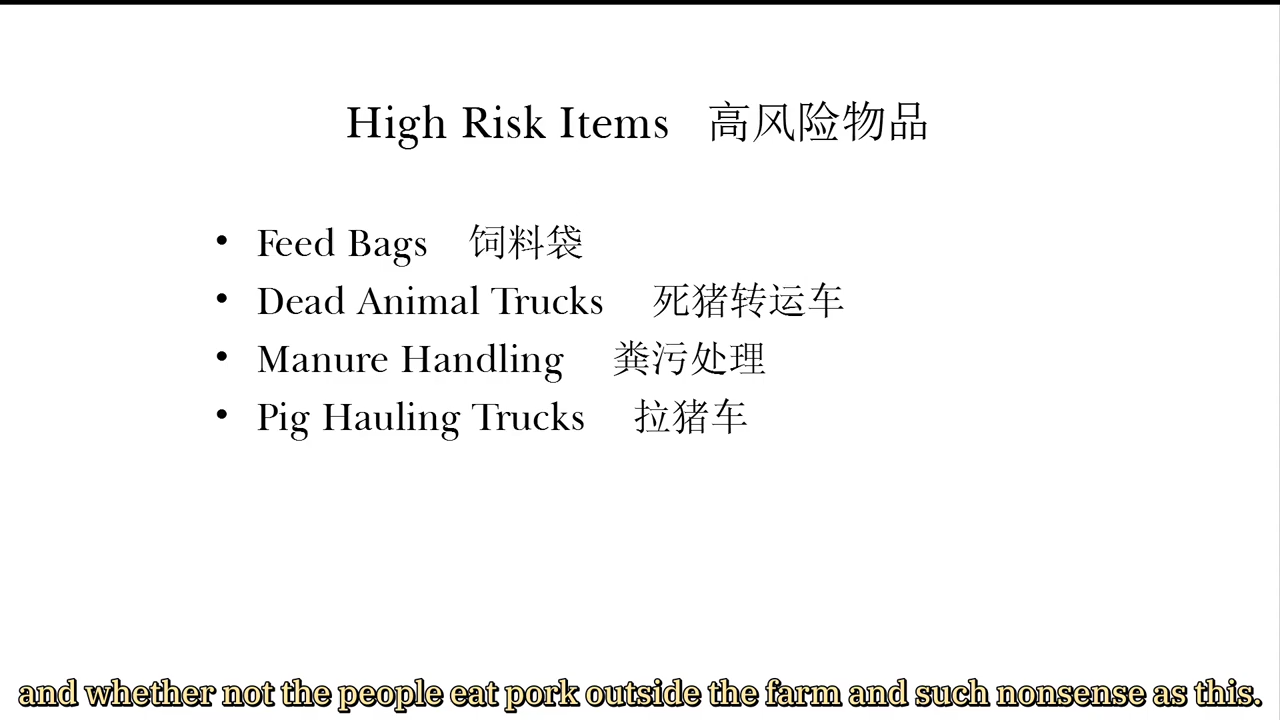 High Risk Items 高风险物品
• Feed Bags 饲料袋
• Dead Animal Trucks 死猪转运车
• Manure Handling 粪污处理
• Pig Hauling Trucks 拉猪车
and whether not the people eat pork outside the farm and such nonsense as this.